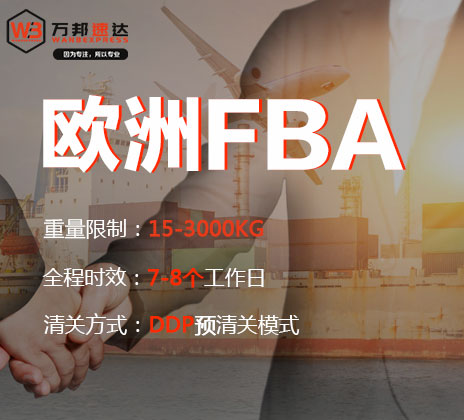 WB 万邦速达
WANBEXPRESS
因为专注，所以专业
欧洲FBA
重量限制：15-3000KG
全程时效：7-8个工作日
清关方式：DDP预清关模式